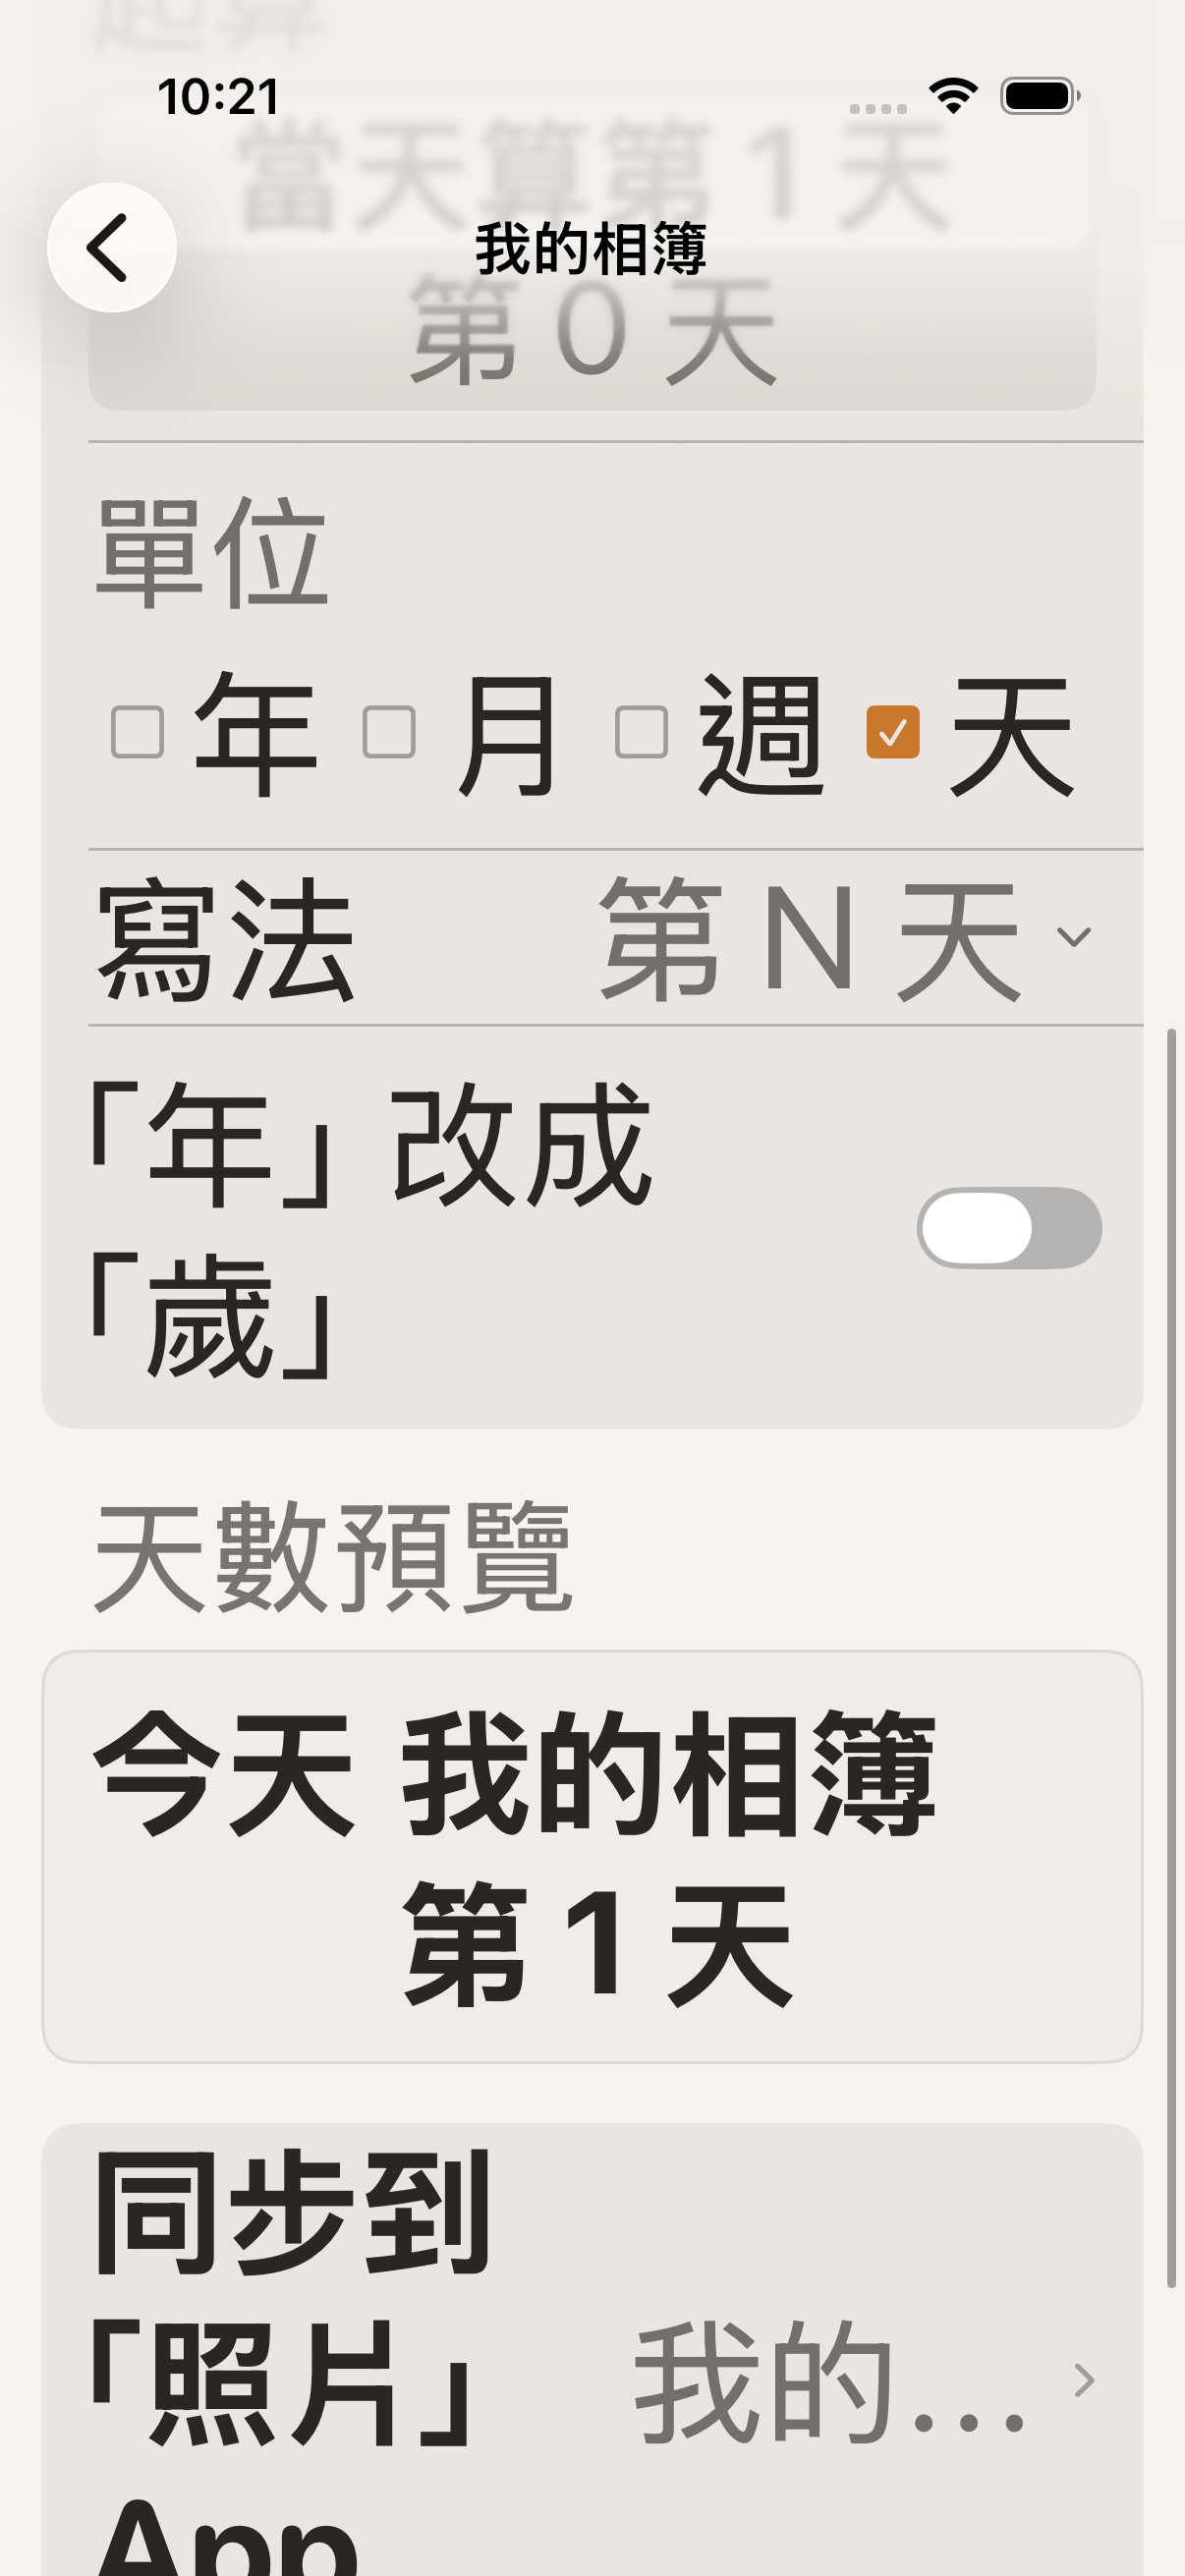 起算
10:21
當天算第 1 天
我的相簿
第 0 天
單位
年 月 週 天
寫法 第 N 天
「年」改成
「歲」
天數預覽
今天 我的相簿
第 1 天
同步到
「照片」 我的…
App